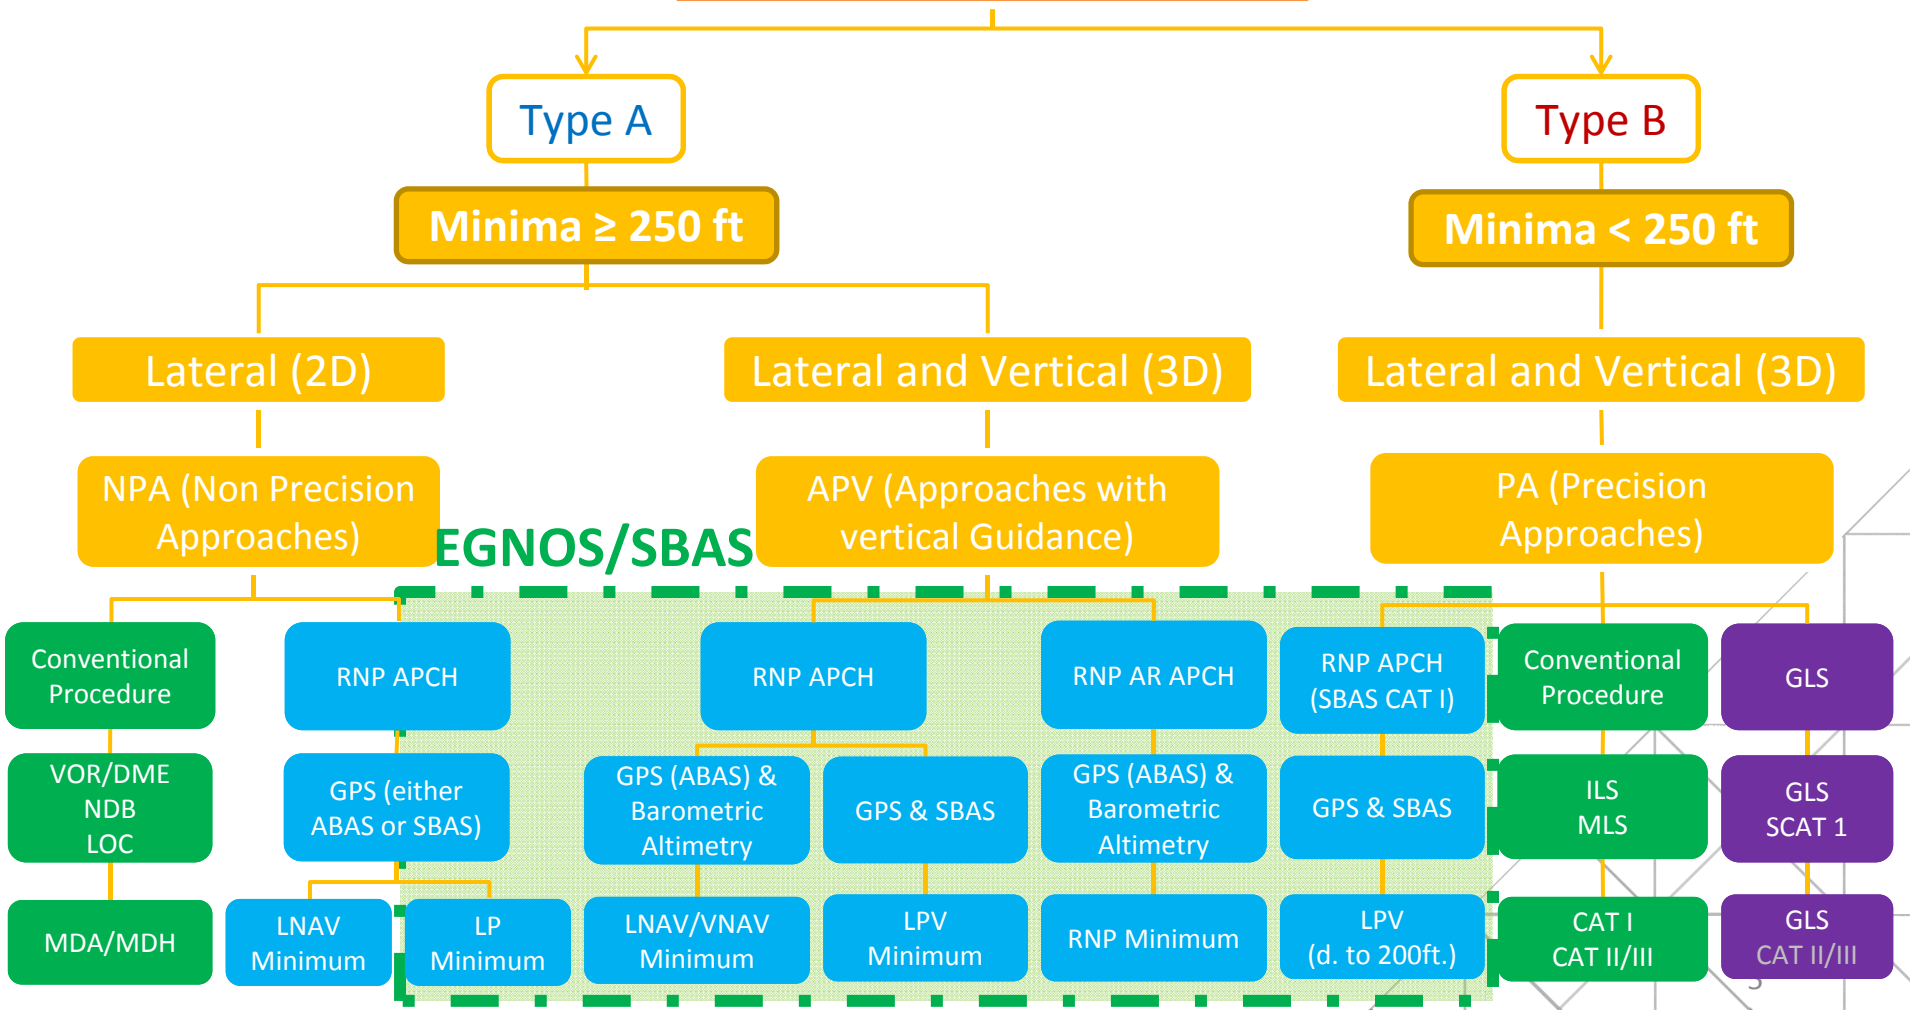 Type A
Type B
Minima ≥ 250 ft
Minima < 250 ft
Lateral (2D)
Lateral and Vertical (3D)
Lateral and Vertical (3D)
NPA (Non Precision
Approaches)
APV (Approaches with
vertical Guidance)
PA (Precision
Approaches)
EGNOS/SBAS
Conventional
Procedure
RNP APCH
RNP APCH
RNP AR APCH
RNP APCH
(SBAS CAT I)
Conventional
Procedure
GLS
VOR/DME
NDB
LOC
GPS (either
ABAS or SBAS)
GPS (ABAS) &
Barometric
Altimetry
GPS & SBAS
GPS (ABAS) &
Barometric
Altimetry
GPS & SBAS
ILS
MLS
GLS
SCAT 1
MDA/MDH
LNAV
Minimum
LP
Minimum
LNAV/VNAV
Minimum
LPV
Minimum
RNP Minimum
LPV
(d. to 200ft.)
CAT I
CAT II/III
GLS
CAT II/III